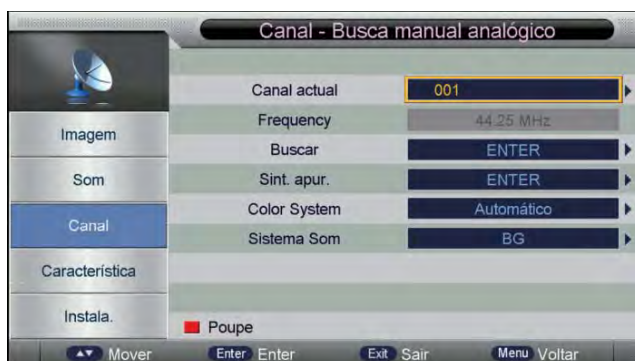 Canal - Busca manual analógico
Imagem
Som
Canal
Característica
Instala.
Canal actual 001
Frequency 44.25 MHz
Buscar ENTER
Sint. apur. ENTER
Color System Automático
Sistema Som BG
Poupe
Mover Enter Enter Exit Sair Menu Voltar